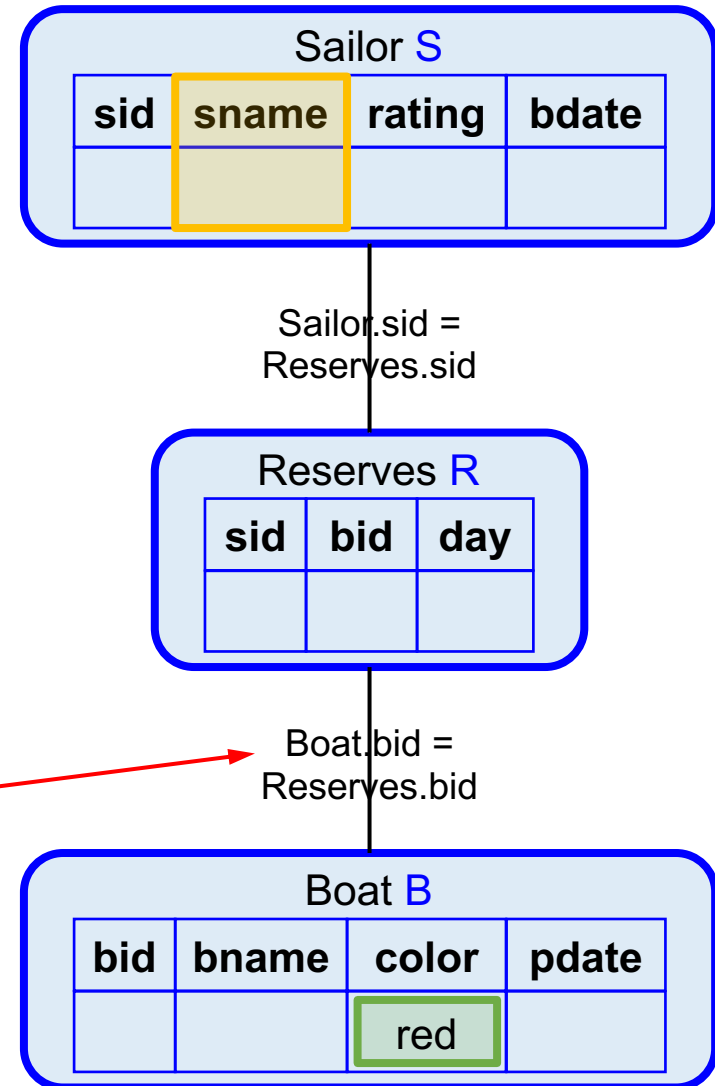 Sailor S
sid sname rating bdate
Sailor.sid =
Reserves.sid
Reserves R
sid bid day
Boat.bid =
Reserves.bid
Boat B
bid bname color pdate
red